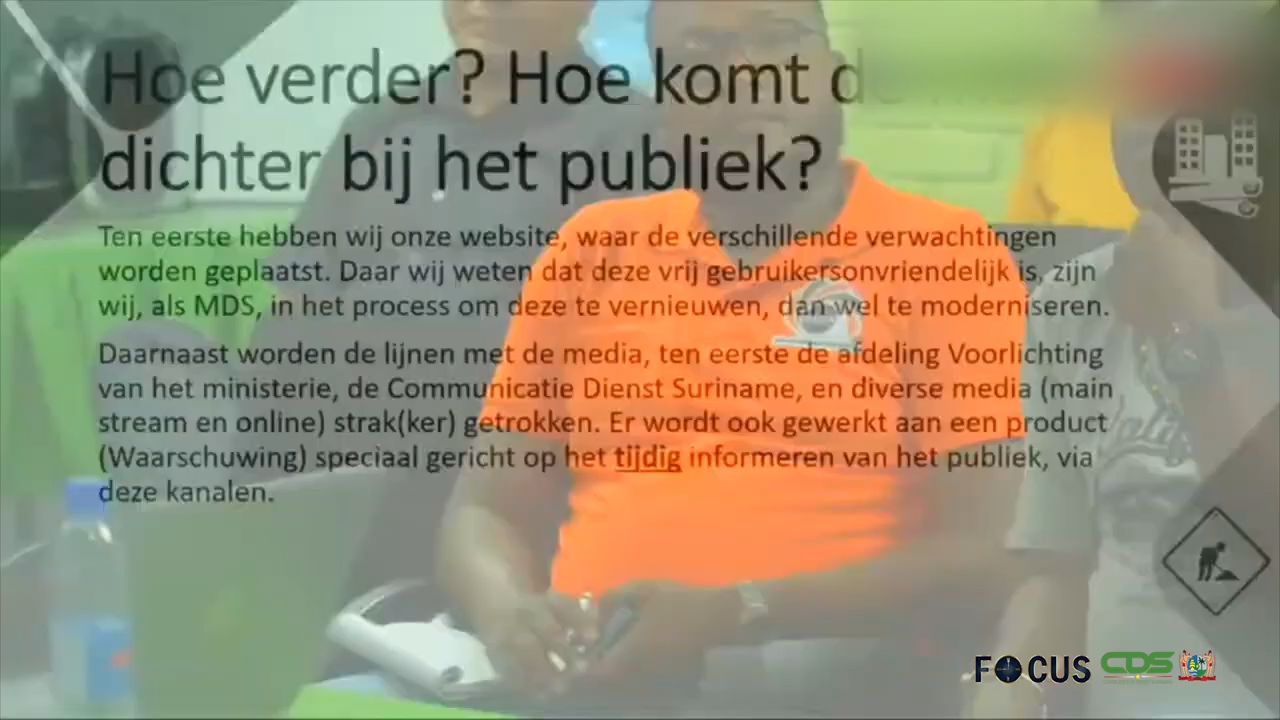 Hoe verder? Hoe komt de
dichter bij het publiek?
Ten eerste hebben wij onze website, waar de verschillende verwachtingen
worden geplaatst. Daar wij weten dat deze vrij gebruikersonvriendelijk is, zijn
wij, als MDS, in het process om deze te vernieuwen, dan wel te moderniseren.
Daarnaast worden de lijnen met de media, ten eerste de afdeling Voorlichting
van het ministerie, de Communicatie Dienst Suriname, en diverse media (main
stream en online) strak(ker) getrokken. Er wordt ook gewerkt aan een product
(Waarschuwing) speciaal gericht op het tijdig informeren van het publiek, via
deze kanalen.
FOCUS CDS